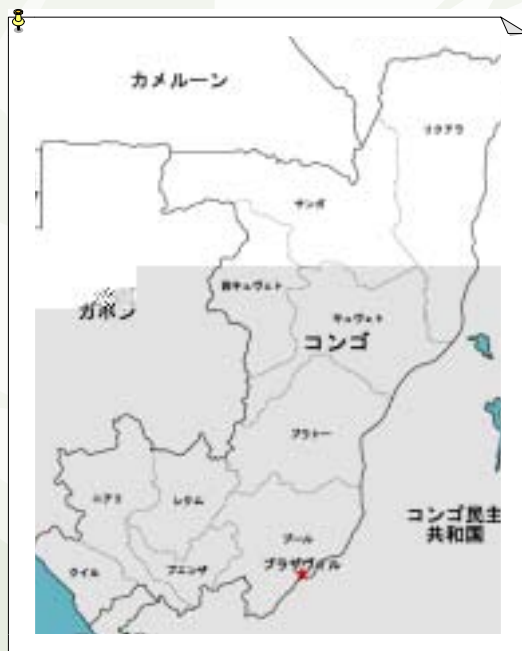 カメルーン
リクアラ
サンガ
ガボン
西キュヴェト
キュヴェト
コンゴ
プラトー
ニアリ
レクム
コンゴ民主
共和国
プール
ブラザヴィル
ブエンザ
クイル